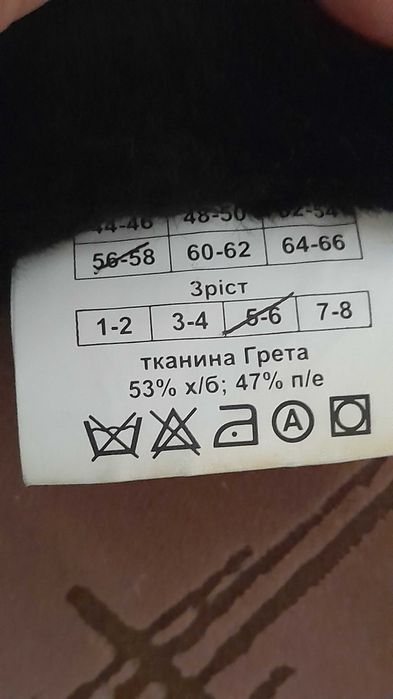 44-46 48-50 52-54
56-58 60-62 64-66
Зріст
1-2 3-4 5-6 7-8
тканина Грета
53% х/б; 47% п/е
A